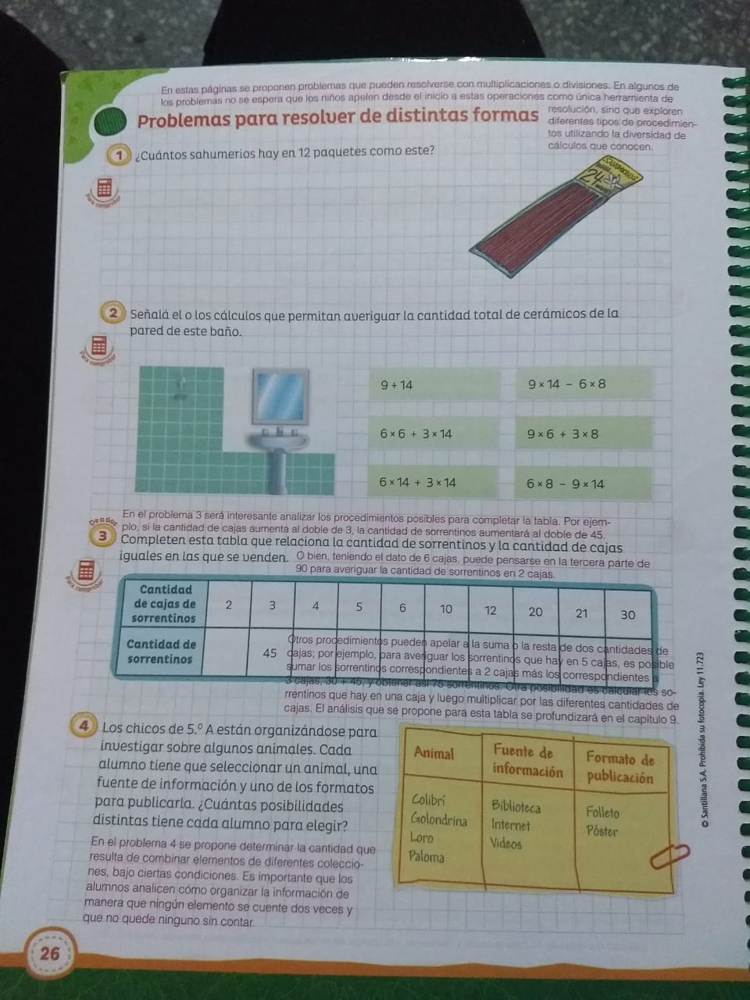 En estas páginas se proponen problemas que pueden resolverse con multiplicaciones o divisiones. En algunos de
los problemas no se espera que los niños apelen desde el inicio a estas operaciones como única herramienta de
resolución, sino que exploren
diferentes tipos de procedimien-
tos utilizando la diversidad de
cálculos que conocen.
Problemas para resolver de distintas formas
1 ¿Cuántos sahumerios hay en 12 paquetes como este?
Para comprobar
24
2 Señalá el o los cálculos que permitan averiguar la cantidad total de cerámicos de la
pared de este baño.
Para comprobar
9 + 14
9 × 14 – 6 × 8
6 × 6 + 3 × 14
9 × 6 + 3 × 8
6 × 14 + 3 × 14
6 × 8 – 9 × 14
En el problema 3 será interesante analizar los procedimientos posibles para completar la tabla. Por ejem-
plo, si la cantidad de cajas aumenta al doble de 3, la cantidad de sorrentinos aumentará al doble de 45.
De a dos
3 Completen esta tabla que relaciona la cantidad de sorrentinos y la cantidad de cajas
iguales en las que se venden.
O bien, teniendo el dato de 6 cajas, puede pensarse en la tercera parte de
90 para averiguar la cantidad de sorrentinos en 2 cajas.
Para comprobar
Cantidad
de cajas de
sorrentinos
2 3 4 5 6 10 12 20 21 30
Cantidad de
sorrentinos
45
Otros procedimientos pueden apelar a la suma o la resta de dos cantidades de
cajas; por ejemplo, para averiguar los sorrentinos que hay en 5 cajas, es posible
sumar los sorrentinos correspondientes a 2 cajas más los correspondientes a
3 cajas, 30 + 45, y obtener así 75 sorrentinos. Otra posibilidad es calcular los so-
rrentinos que hay en una caja y luego multiplicar por las diferentes cantidades de
cajas. El análisis que se propone para esta tabla se profundizará en el capítulo 9.
4 Los chicos de 5.º A están organizándose para
investigar sobre algunos animales. Cada
alumno tiene que seleccionar un animal, una
fuente de información y uno de los formatos
para publicarla. ¿Cuántas posibilidades
distintas tiene cada alumno para elegir?
En el problema 4 se propone determinar la cantidad que
resulta de combinar elementos de diferentes coleccio-
nes, bajo ciertas condiciones. Es importante que los
alumnos analicen cómo organizar la información de
manera que ningún elemento se cuente dos veces y
que no quede ninguno sin contar.
Animal
Colibrí
Golondrina
Loro
Paloma
Fuente de
información
Biblioteca
Internet
Videos
Formato de
publicación
Folleto
Póster
© Santillana S.A. Prohibida su fotocopia. Ley 11.723
26